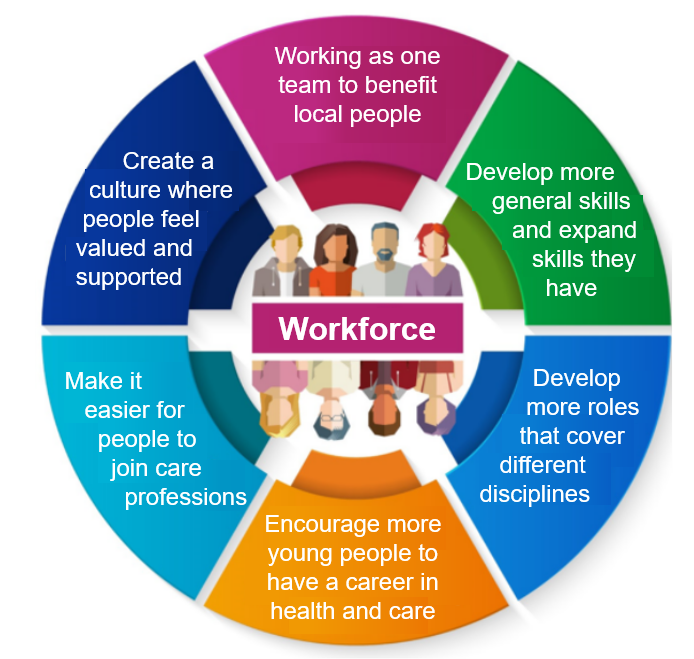 Working as one
team to benefit
local people
Develop more
general skills
and expand
skills they
have
Develop
more roles
that cover
different
disciplines
Encourage more
young people to
have a career in
health and care
Make it
easier for
people to
join care
professions
Create a
culture where
people feel
valued and
supported
Workforce